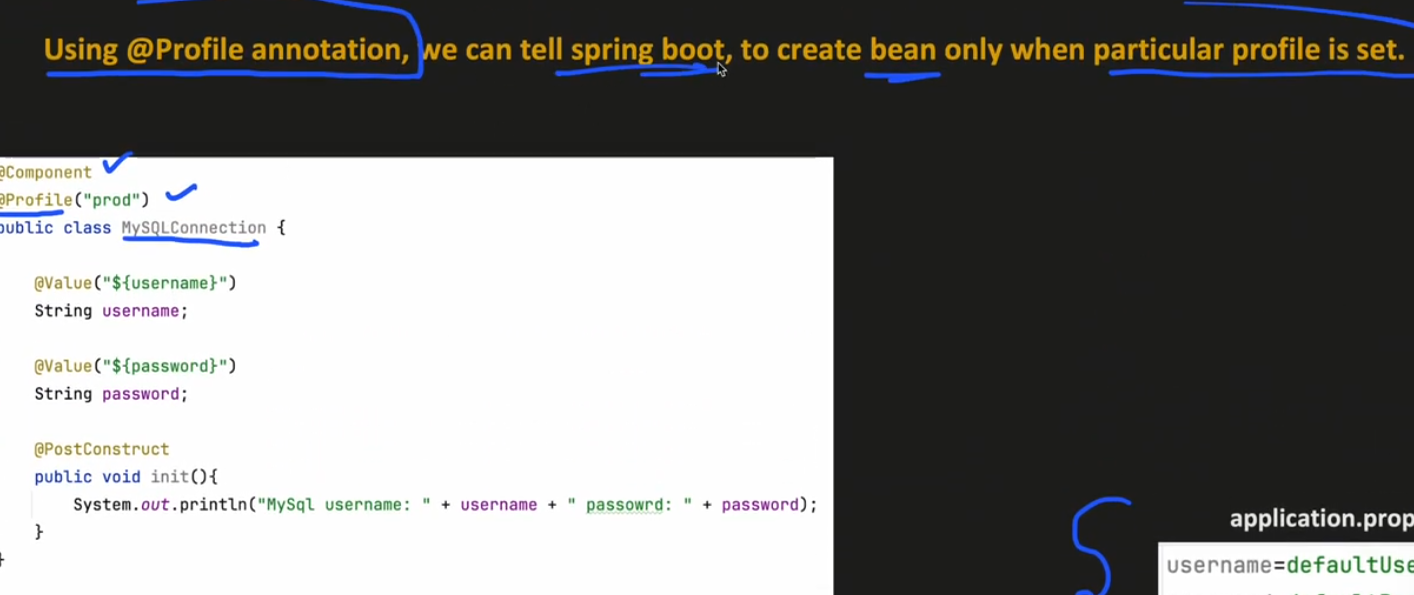 Using @Profile annotation, we can tell spring boot, to create bean only when particular profile is set.
@Component
@Profile("prod")
public class MySQLConnection {
@Value("${username}")
String username;
@Value("${password}")
String password;
@PostConstruct
public void init(){
System.out.println("MySql username: " + username + " passowrd: " + password);
}
}
application.prop
username=defaultUse